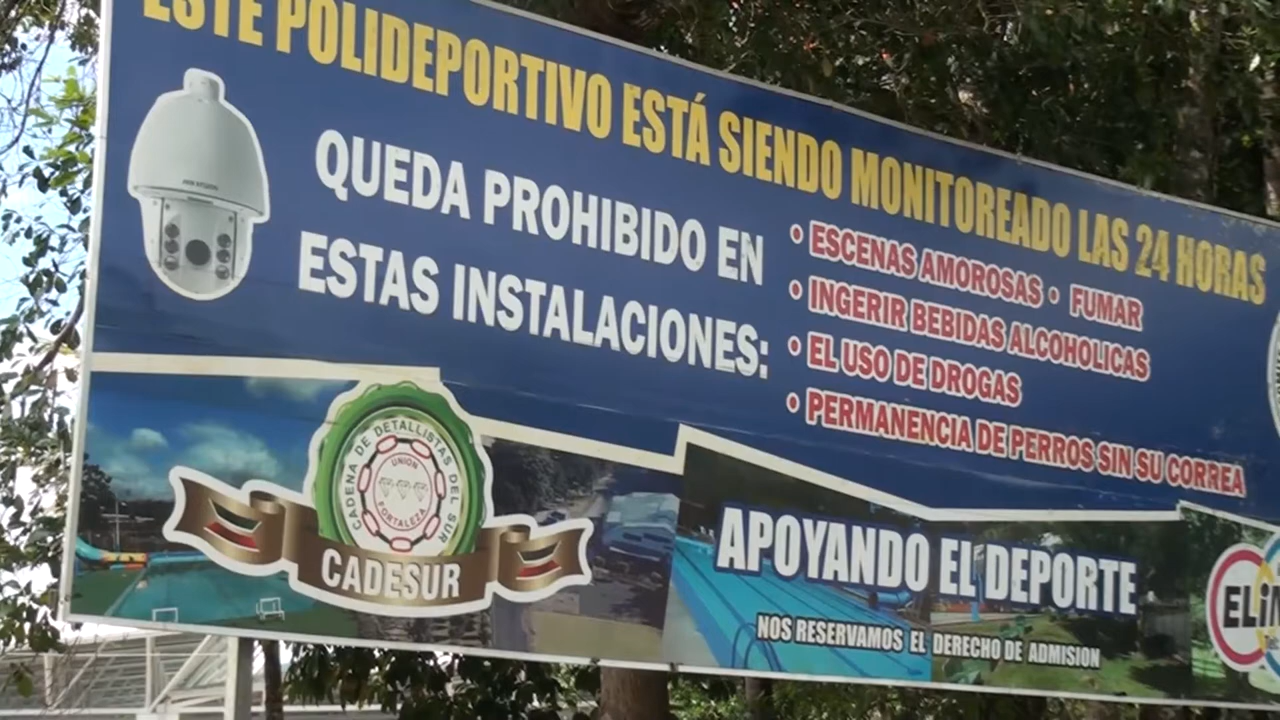 ESTE POLIDEPORTIVO ESTÁ SIENDO MONITOREADO LAS 24 HORAS
QUEDA PROHIBIDO EN
ESTAS INSTALACIONES:
• ESCENAS AMOROSAS • FUMAR
• INGERIR BEBIDAS ALCOHOLICAS
• EL USO DE DROGAS
• PERMANENCIA DE PERROS SIN SU CORREA
CADENA DE DETALLISTAS DEL SUR
UNION
FORTALEZA
CADESUR
APOYANDO EL DEPORTE
NOS RESERVAMOS EL DERECHO DE ADMISION